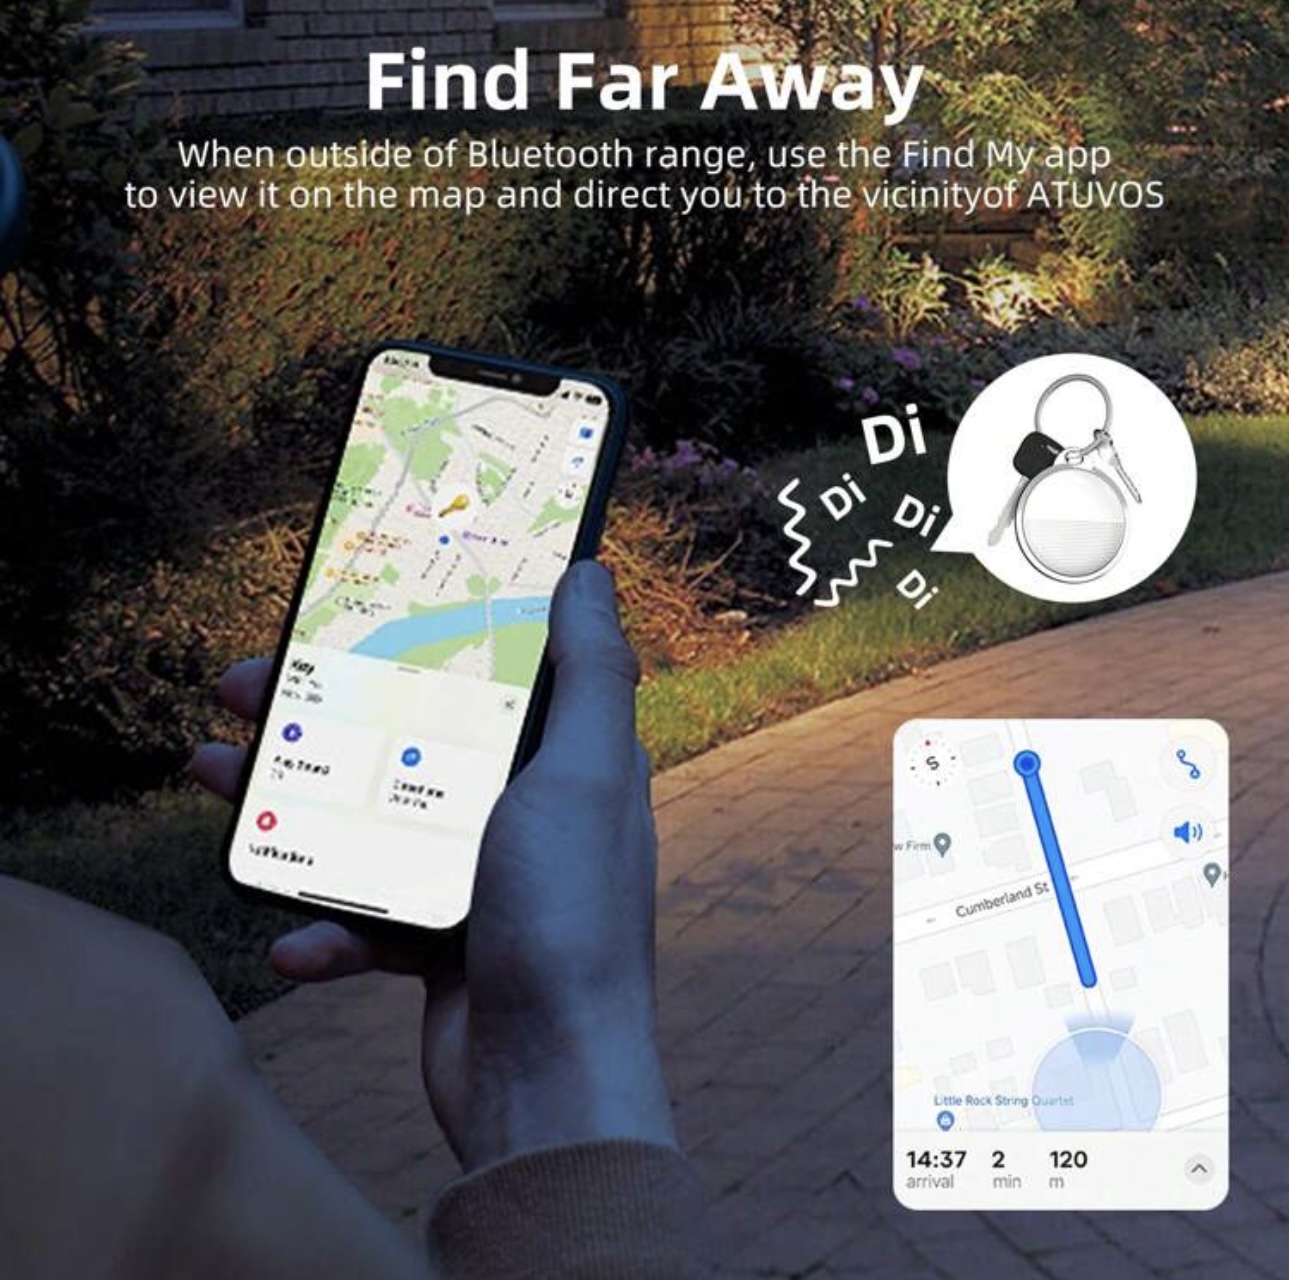 Find Far Away
When outside of Bluetooth range, use the Find My app
to view it on the map and direct you to the vicinityof ATUVOS
Di
Di
Di
Di
S
w Firm
Cumberland St
Little Rock String Quartet
14:37 2 120
arrival min m